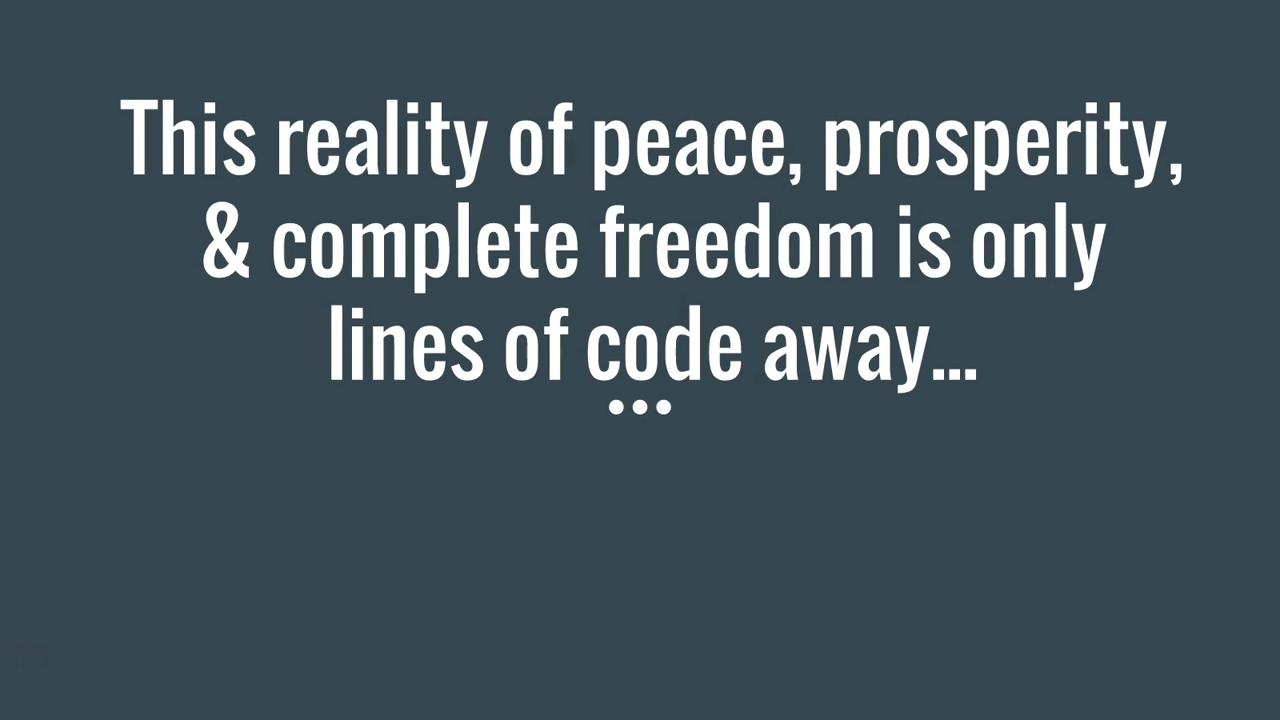 This reality of peace, prosperity,
& complete freedom is only
lines of code away...